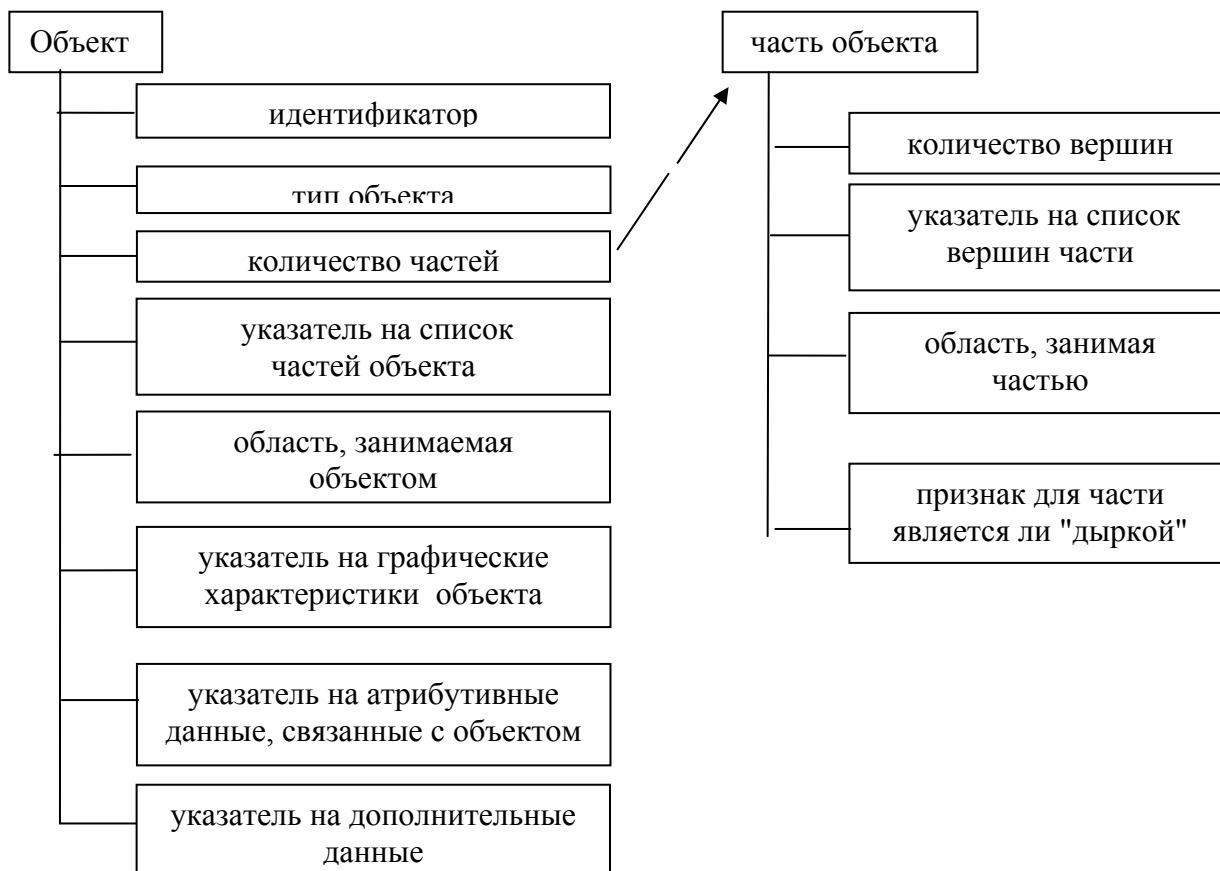 Объект
идентификатор
тип объекта
количество частей
указатель на список
частей объекта
область, занимаемая
объектом
указатель на графические
характеристики объекта
указатель на атрибутивные
данные, связанные с объектом
указатель на дополнительные
данные
часть объекта
количество вершин
указатель на список
вершин части
область, занимая
частью
признак для части
является ли "дыркой"